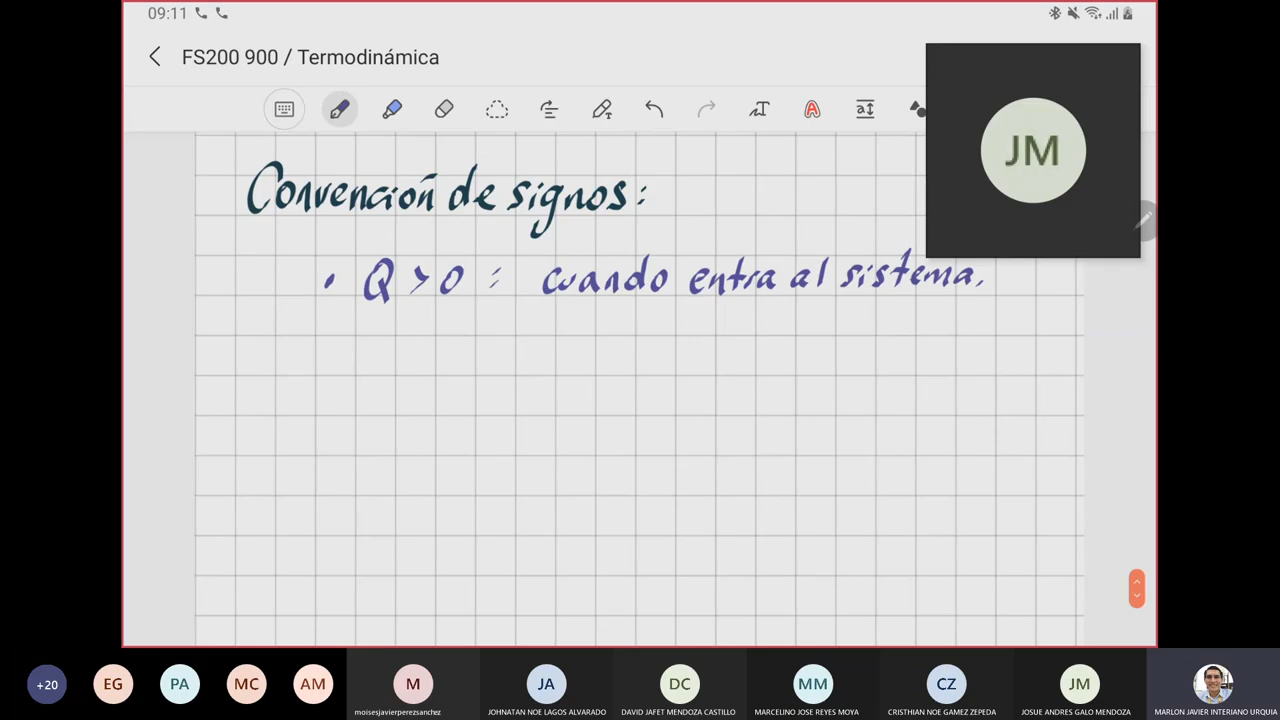 09:11
FS200 900 / Termodinámica
Convención de signos:
• Q > 0 : cuando entra al sistema.
JM
+20
EG
PA
MC
AM
M
moisesjavierperezsanchez
JA
JOHNATAN NOE LAGOS ALVARADO
DC
DAVID JAFET MENDOZA CASTILLO
MM
MARCELINO JOSE REYES MOYA
CZ
CRISTHIAN NOE GAMEZ ZEPEDA
JM
JOSUE ANDRES GALO MENDOZA
MARLON JAVIER INTERIANO URQUIA